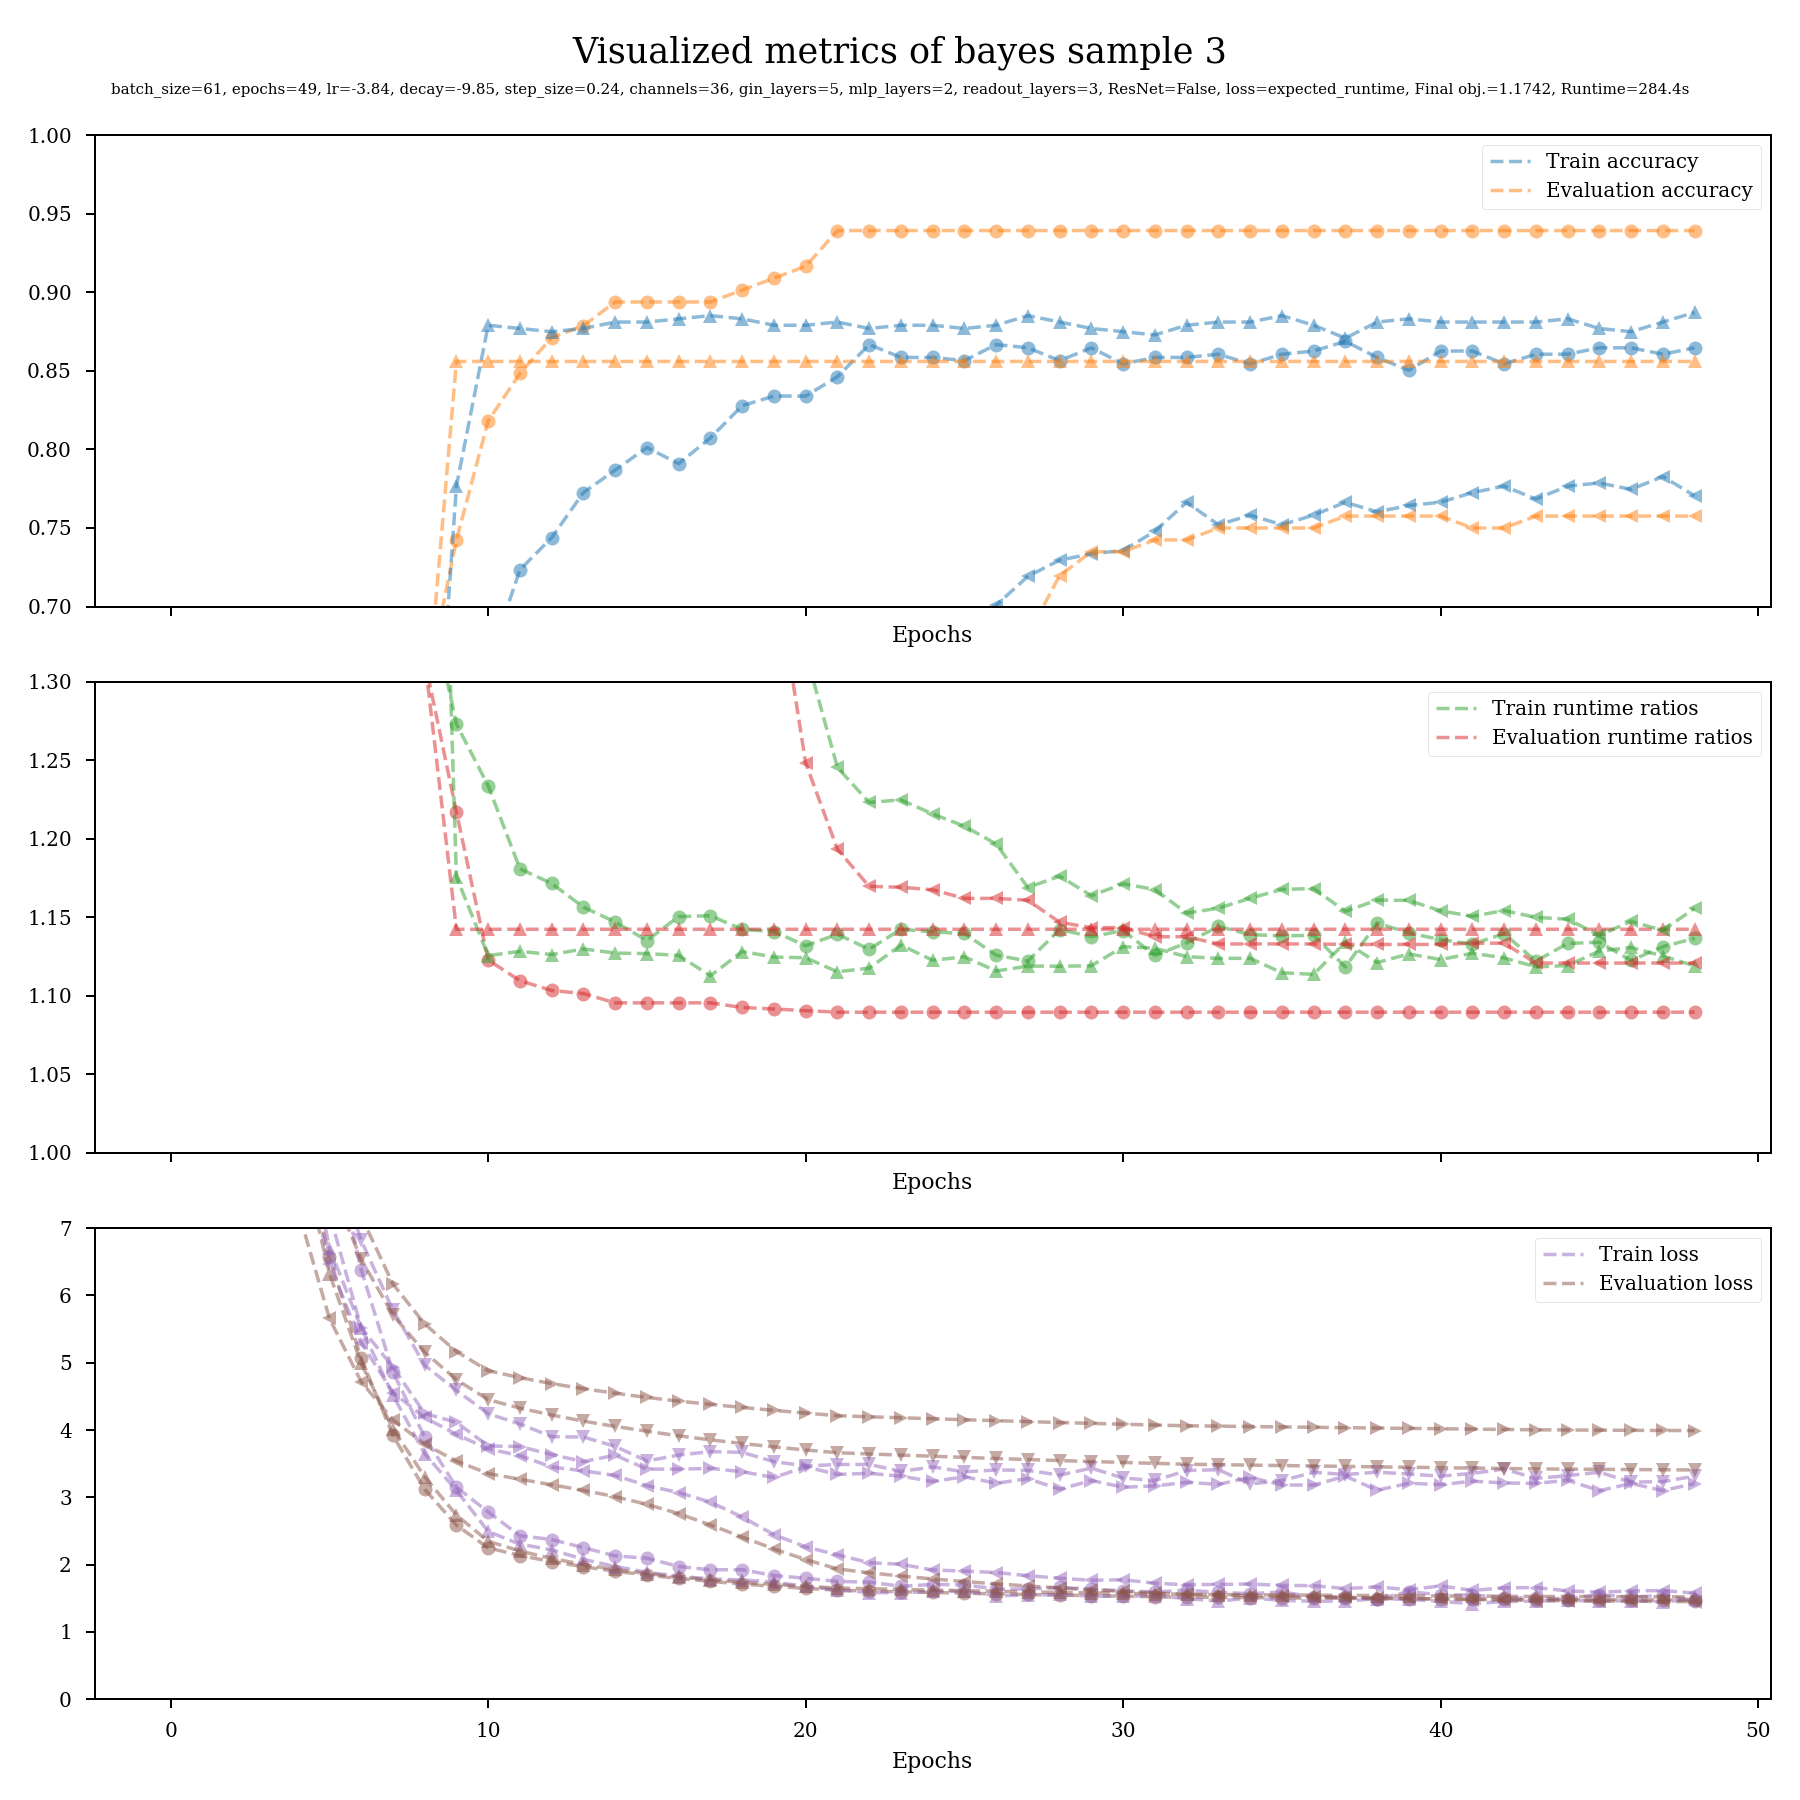 Visualized metrics of bayes sample 3
batch_size=61, epochs=49, lr=-3.84, decay=-9.85, step_size=0.24, channels=36, gin_layers=5, mlp_layers=2, readout_layers=3, ResNet=False, loss=expected_runtime, Final obj.=1.1742, Runtime=284.4s
1.00
0.95
0.90
0.85
0.80
0.75
0.70
Train accuracy
Evaluation accuracy
Epochs
1.30
1.25
1.20
1.15
1.10
1.05
1.00
Train runtime ratios
Evaluation runtime ratios
Epochs
7
6
5
4
3
2
1
0
Train loss
Evaluation loss
0 10 20 30 40 50
Epochs